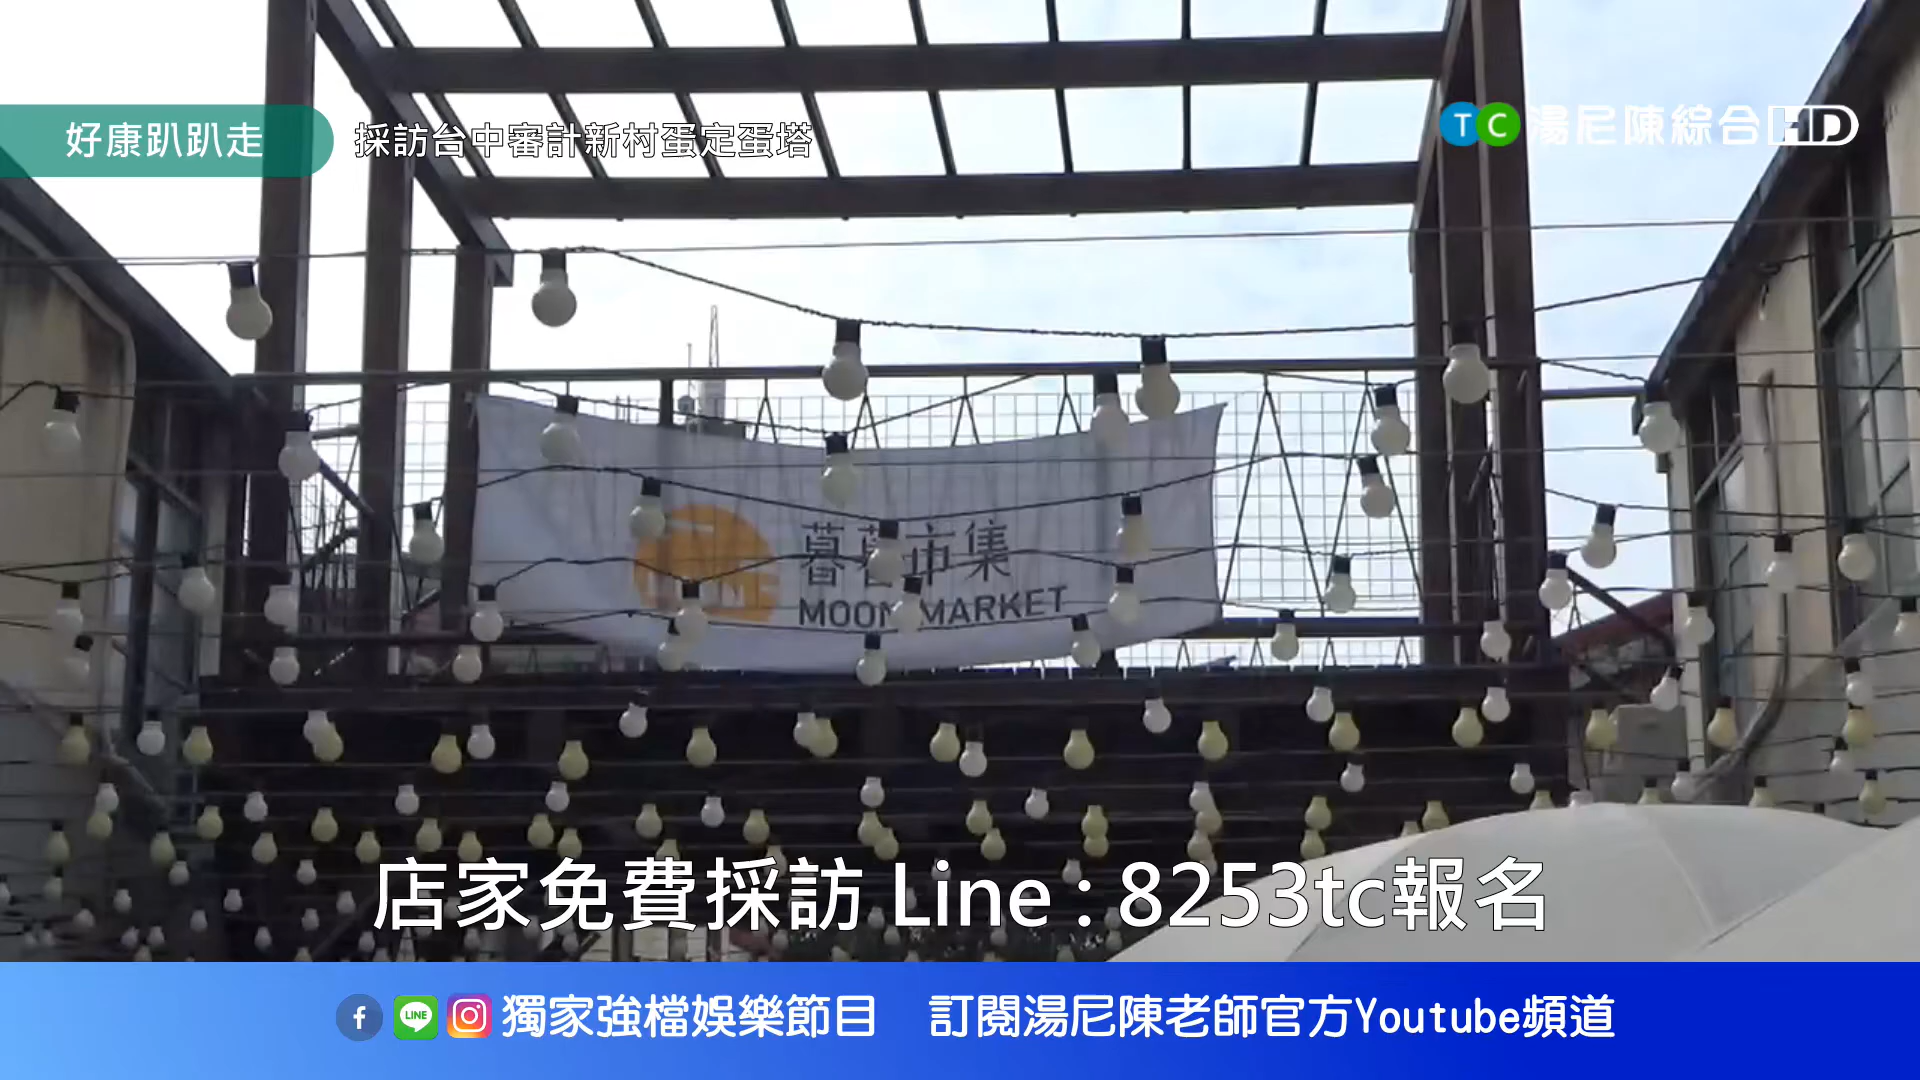 好康趴趴走
採訪台中審計新村蛋定蛋塔
TC 湯尼陳綜合HD
市集
MOON MARKET
店家免費採訪 Line : 8253tc報名
LINE 獨家強檔娛樂節目 訂閱湯尼陳老師官方Youtube頻道